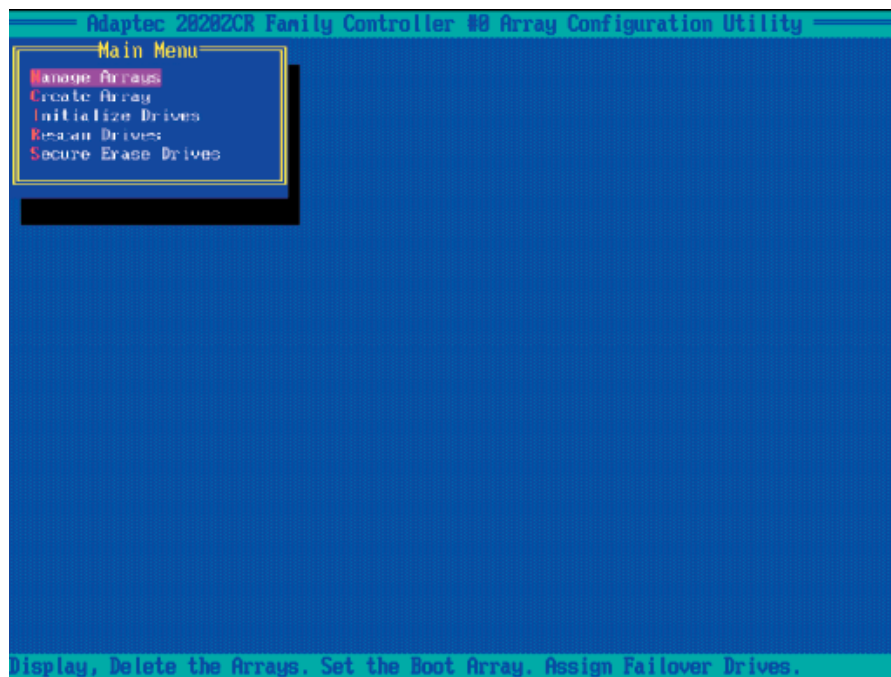 Adaptec 2020ZCR Family Controller #0 Array Configuration Utility
Main Menu
Manage Arrays
Create Array
Initialize Drives
Rescan Drives
Secure Erase Drives
Display, Delete the Arrays. Set the Boot Array. Assign Failover Drives.